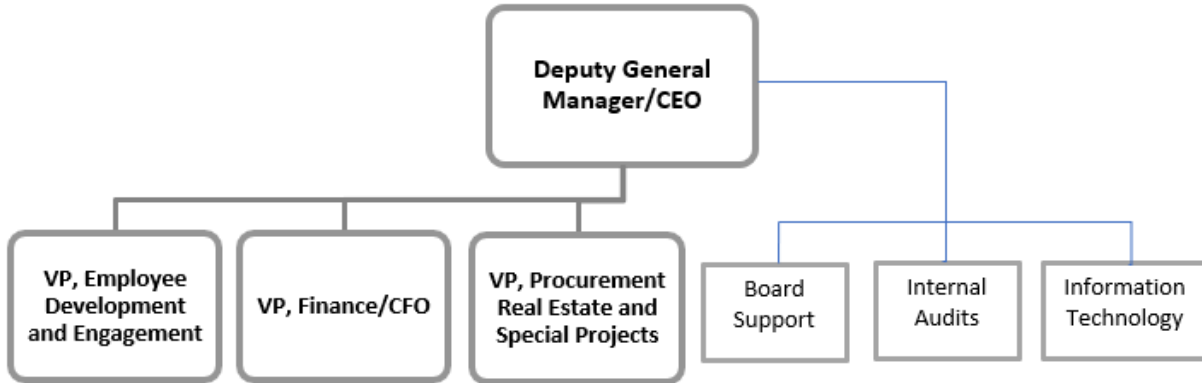 Deputy General
Manager/CEO
VP, Employee
Development
and Engagement
VP, Finance/CFO
VP, Procurement
Real Estate and
Special Projects
Board
Support
Internal
Audits
Information
Technology